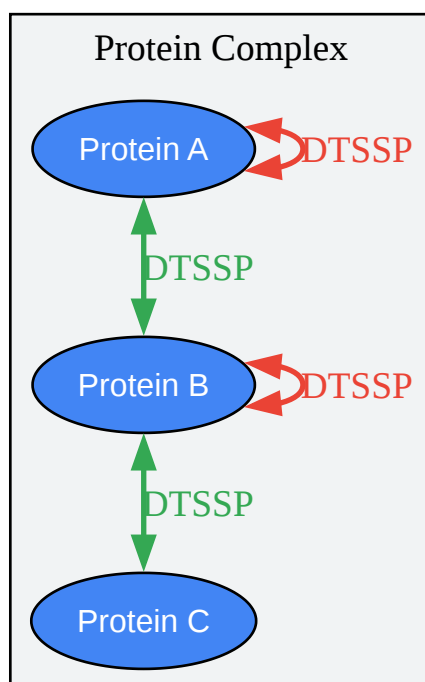 Protein Complex
Protein A
DTSSP
DTSSP
Protein B
DTSSP
DTSSP
Protein C